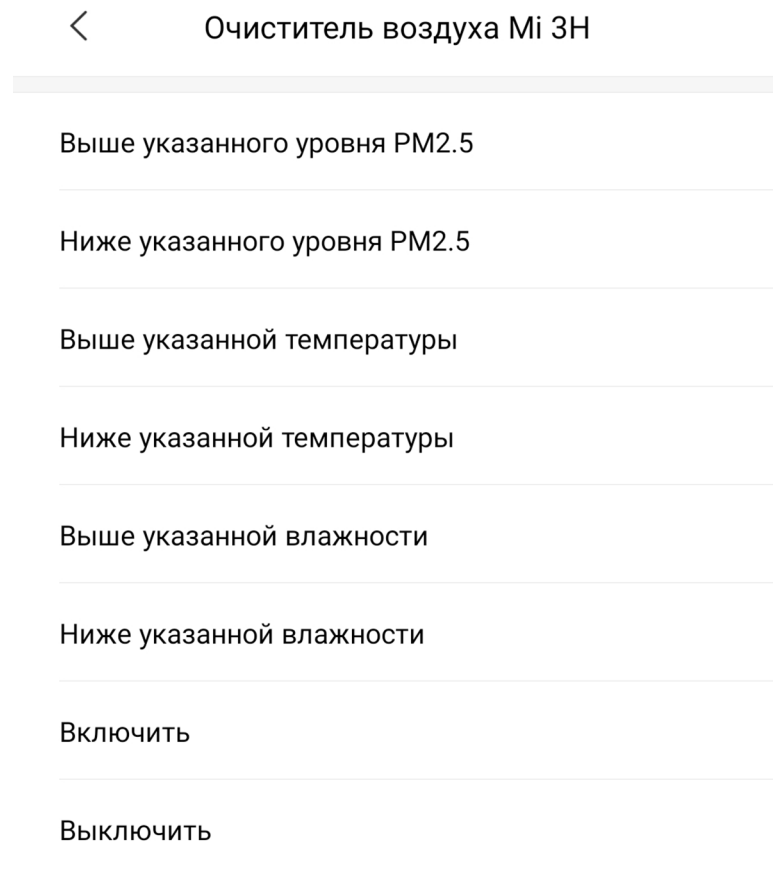 Очиститель воздуха Mi 3H
Выше указанного уровня PM2.5
Ниже указанного уровня PM2.5
Выше указанной температуры
Ниже указанной температуры
Выше указанной влажности
Ниже указанной влажности
Включить
Выключить